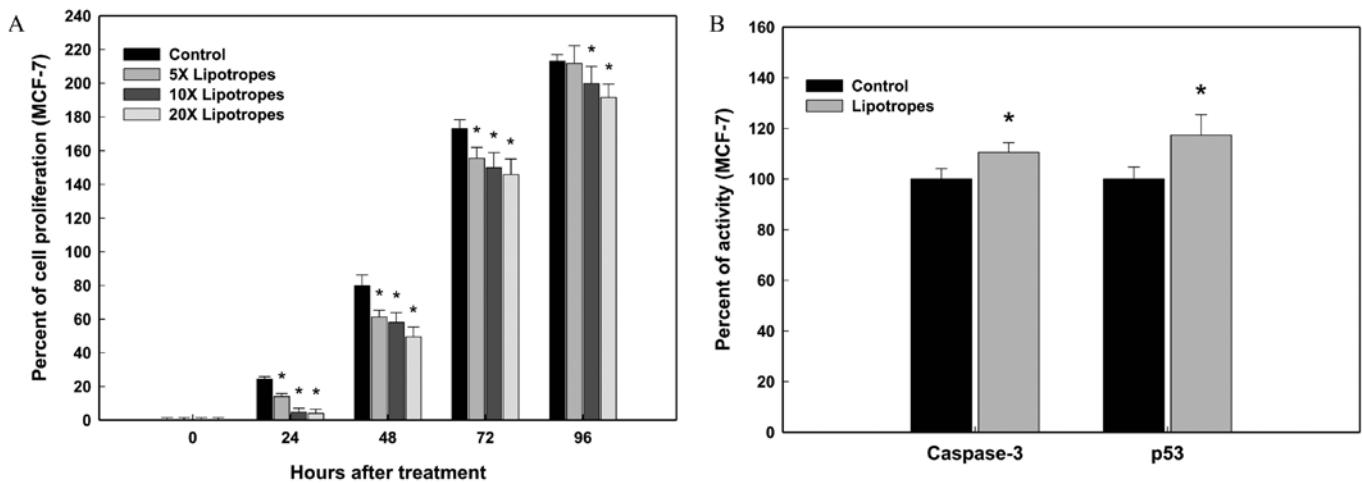 A
Percent of cell proliferation (MCF-7)
240
220
200
180
160
140
120
100
80
60
40
20
0
Control
5X Lipotropes
10X Lipotropes
20X Lipotropes
* * *
* * *
* * *
* *
0 24 48 72 96
Hours after treatment
B
Percent of activity (MCF-7)
160
140
120
100
80
60
40
20
0
Control
Lipotropes
* *
Caspase-3 p53